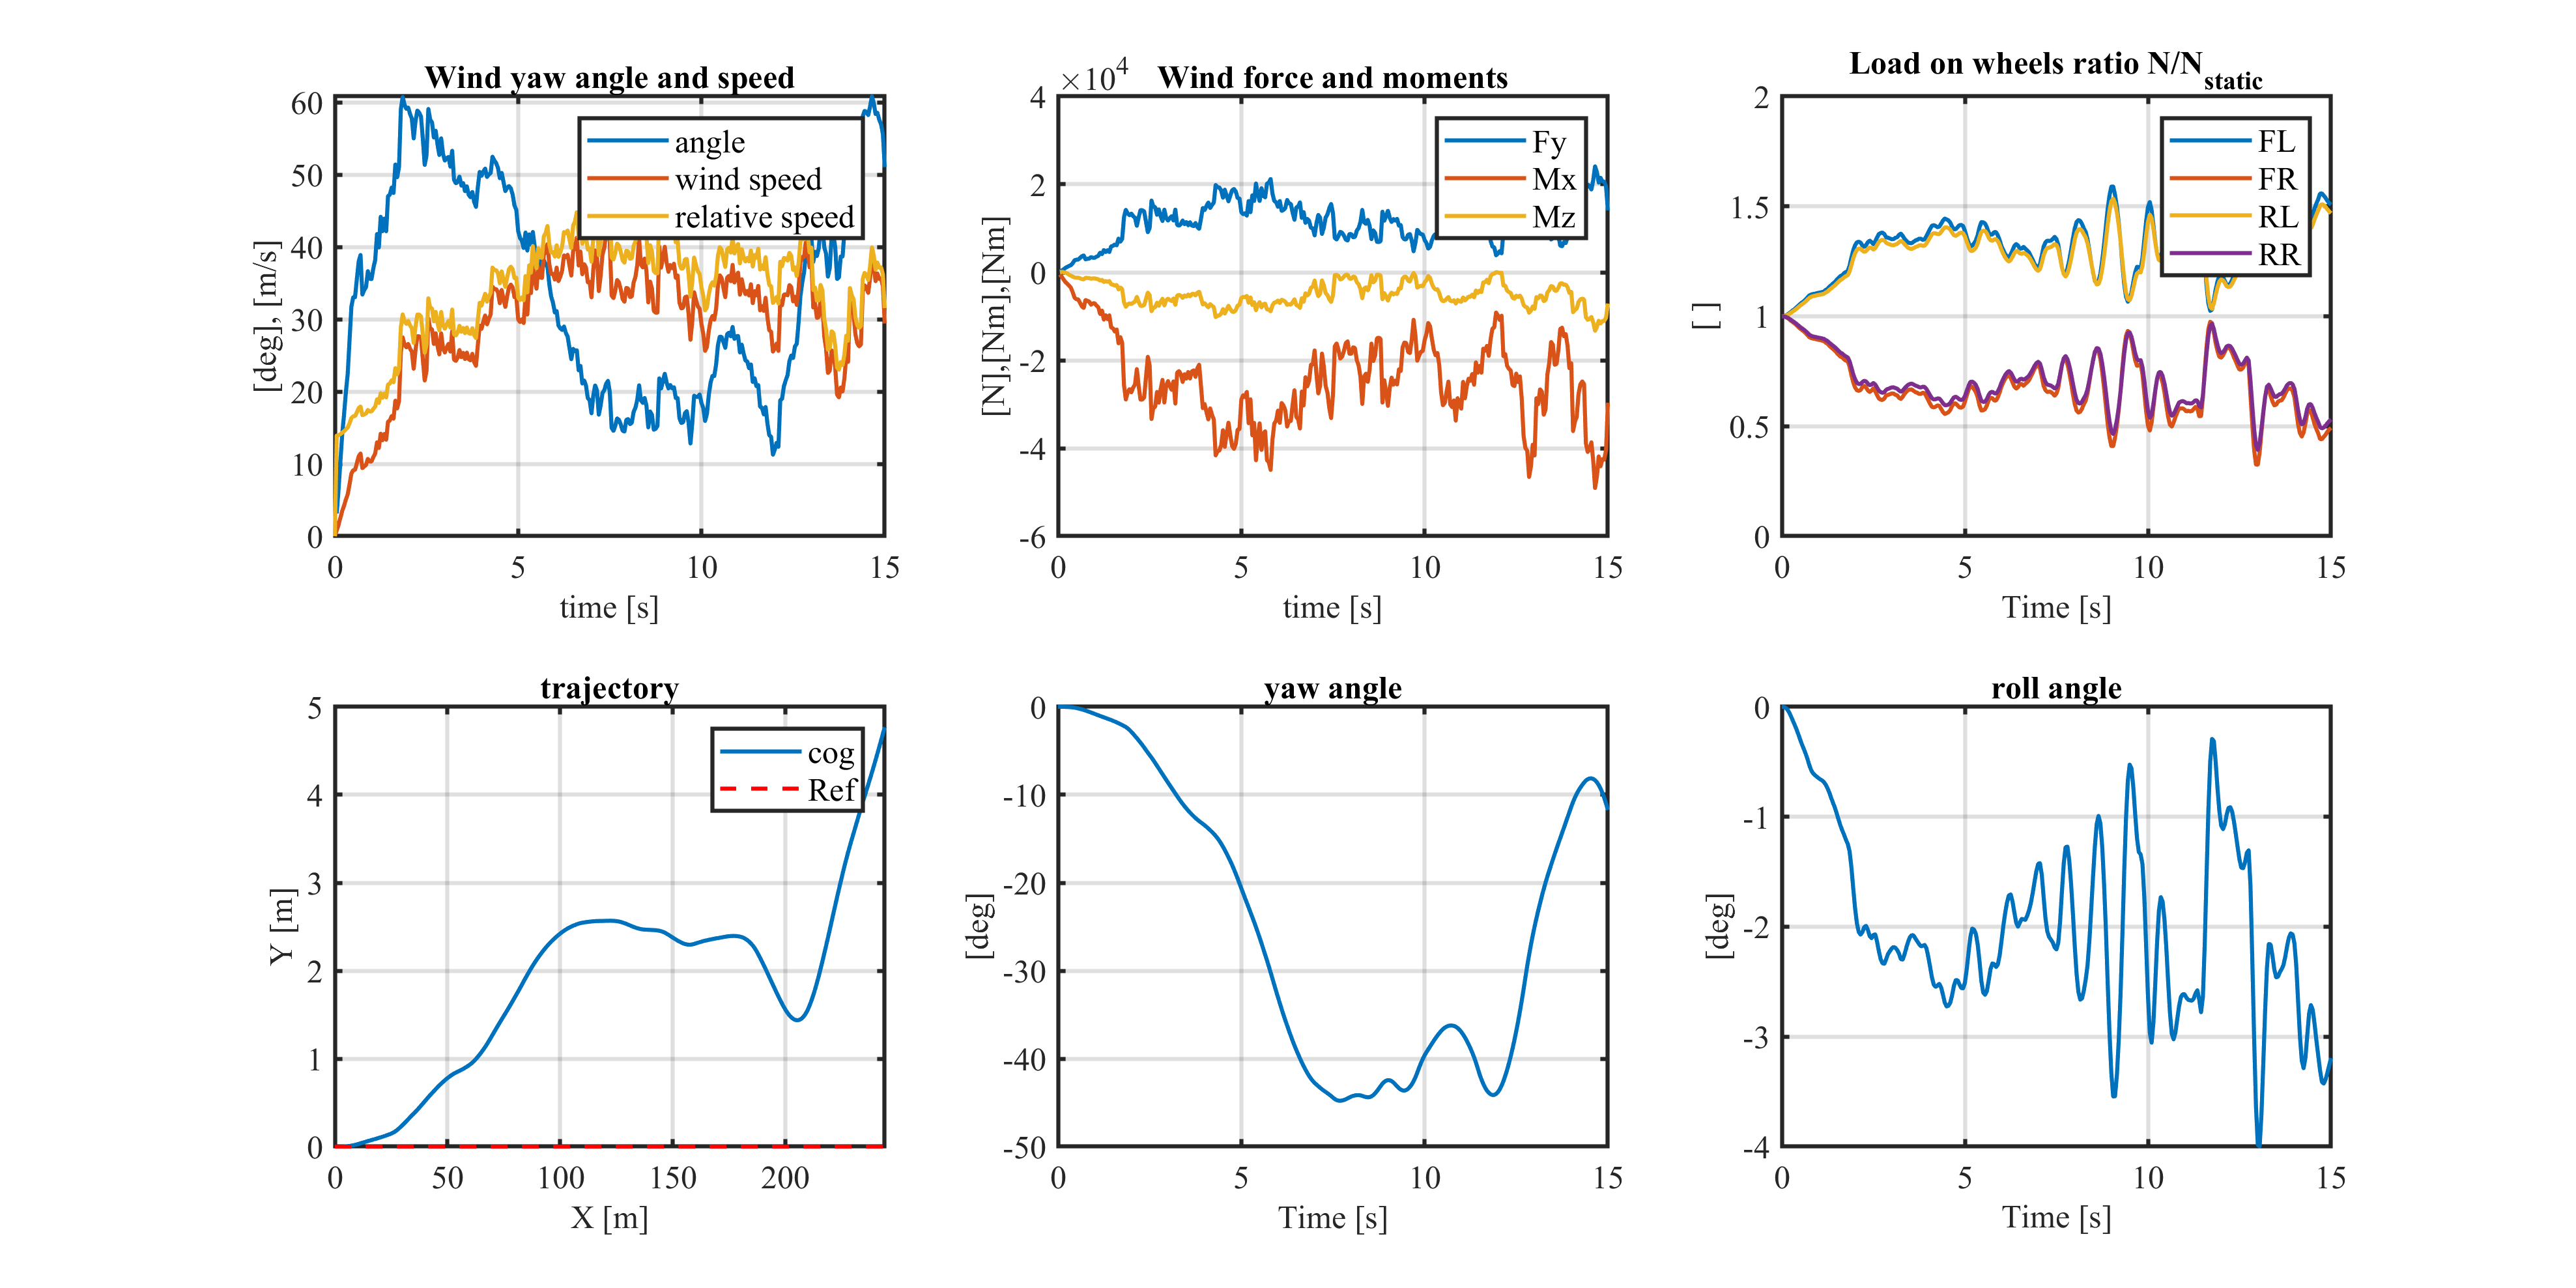 Wind yaw angle and speed
[deg], [m/s]
60
50
40
30
20
10
0
0 5 10 15
time [s]
angle
wind speed
relative speed
×10⁴
Wind force and moments
[N],[Nm],[Nm]
4
2
0
-2
-4
-6
0 5 10 15
time [s]
Fy
Mx
Mz
Load on wheels ratio N/N_static
[ ]
2
1.5
1
0.5
0
0 5 10 15
Time [s]
FL
FR
RL
RR
trajectory
Y [m]
5
4
3
2
1
0
0 50 100 150 200
X [m]
cog
Ref
yaw angle
[deg]
0
-10
-20
-30
-40
-50
0 5 10 15
Time [s]
roll angle
[deg]
0
-1
-2
-3
-4
0 5 10 15
Time [s]